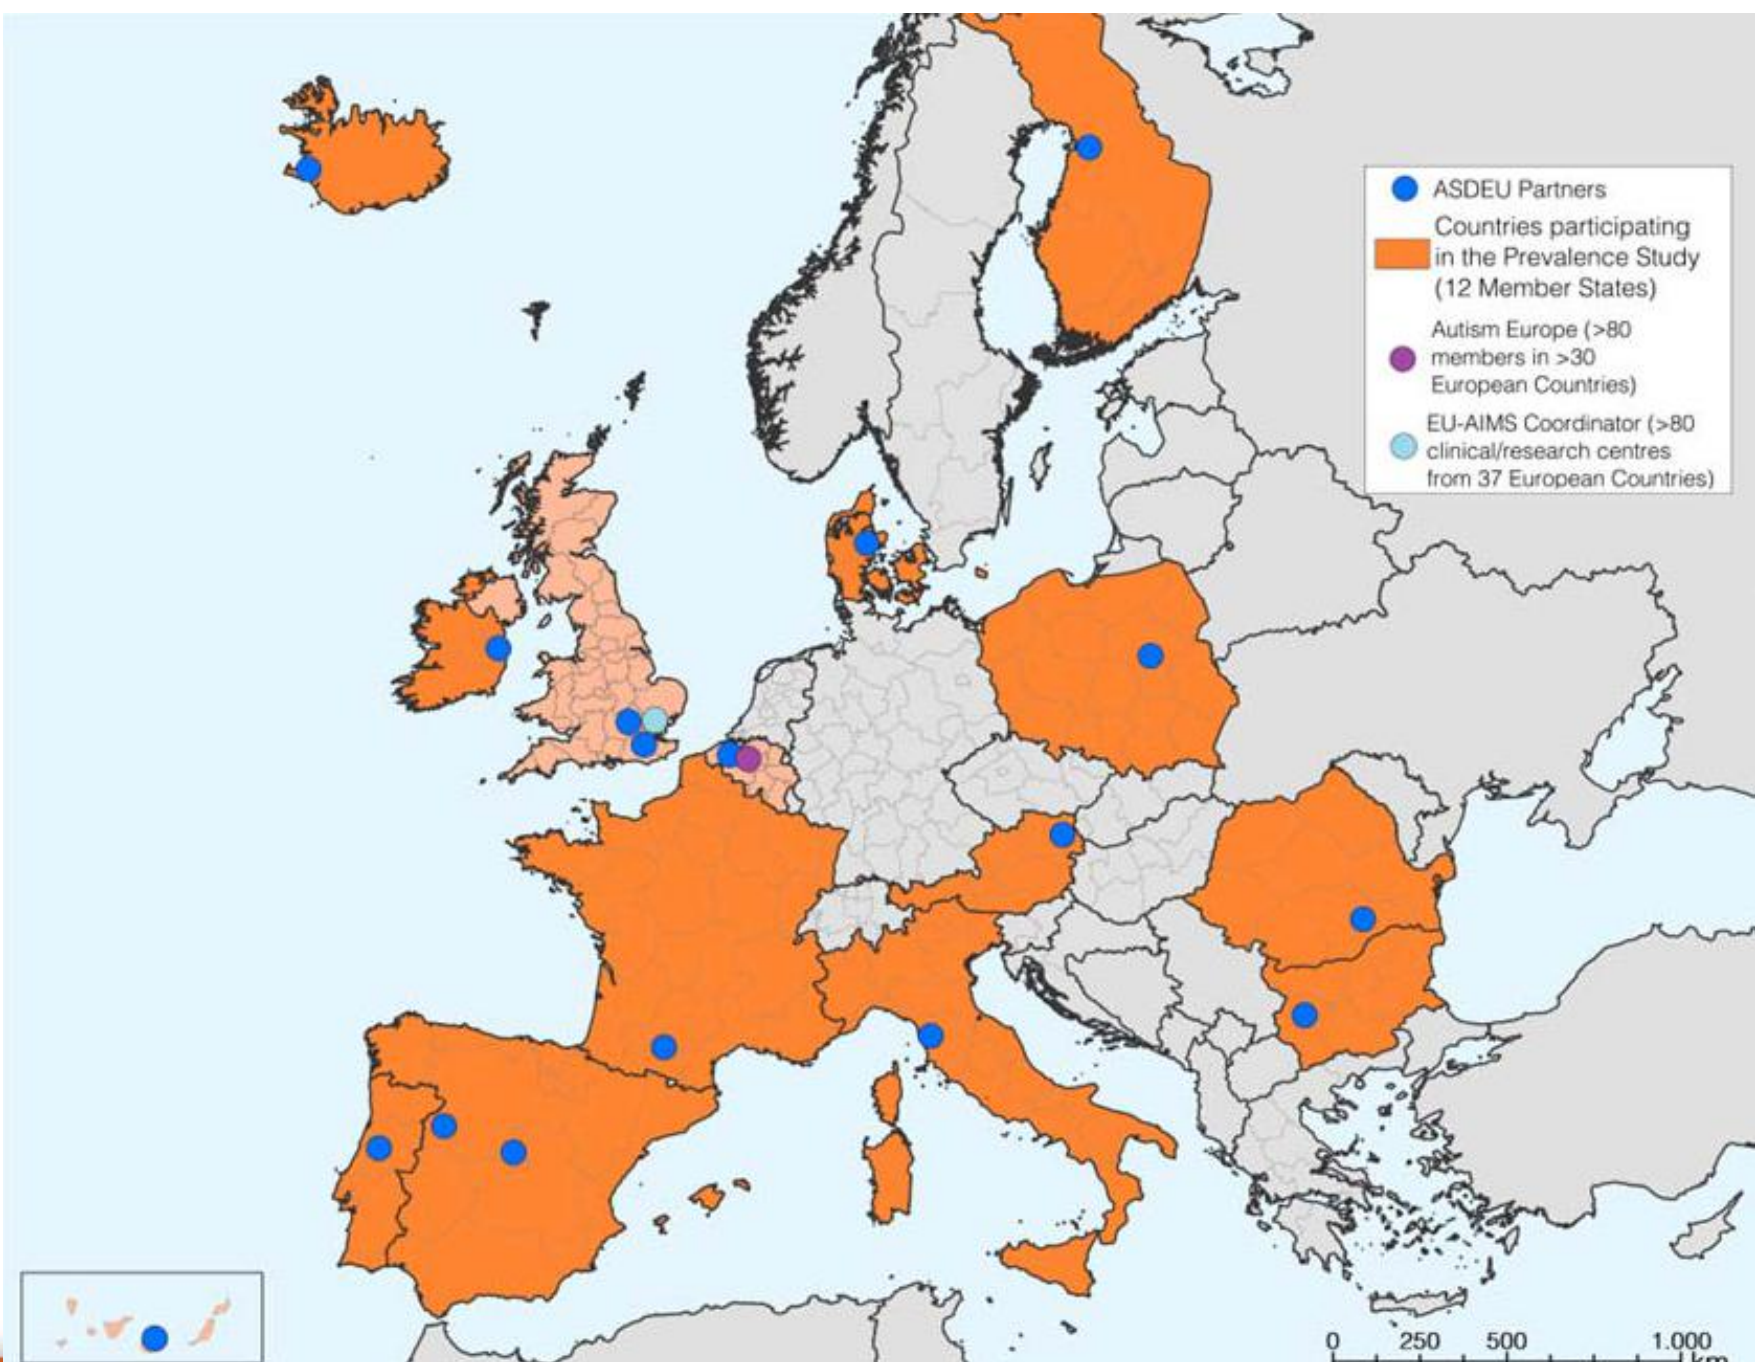 ASDEU Partners
Countries participating
in the Prevalence Study
(12 Member States)
Autism Europe (>80
members in >30
European Countries)
EU-AIMS Coordinator (>80
clinical/research centres
from 37 European Countries)
0 250 500 1.000
km